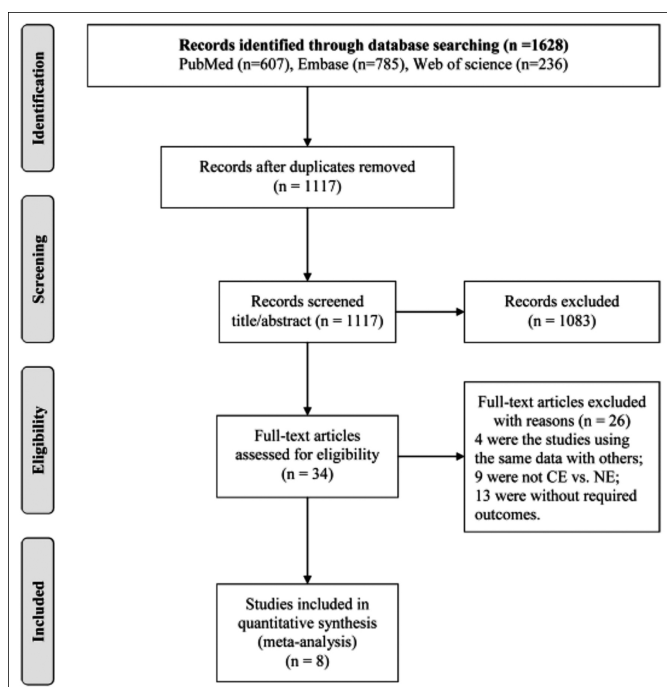 Identification
Records identified through database searching (n =1628)
PubMed (n=607), Embase (n=785), Web of science (n=236)
Records after duplicates removed
(n = 1117)
Screening
Records screened
title/abstract (n = 1117)
Records excluded
(n = 1083)
Eligibility
Full-text articles
assessed for eligibility
(n = 34)
Full-text articles excluded
with reasons (n = 26)
4 were the studies using
the same data with others;
9 were not CE vs. NE;
13 were without required
outcomes.
Included
Studies included in
quantitative synthesis
(meta-analysis)
(n = 8)